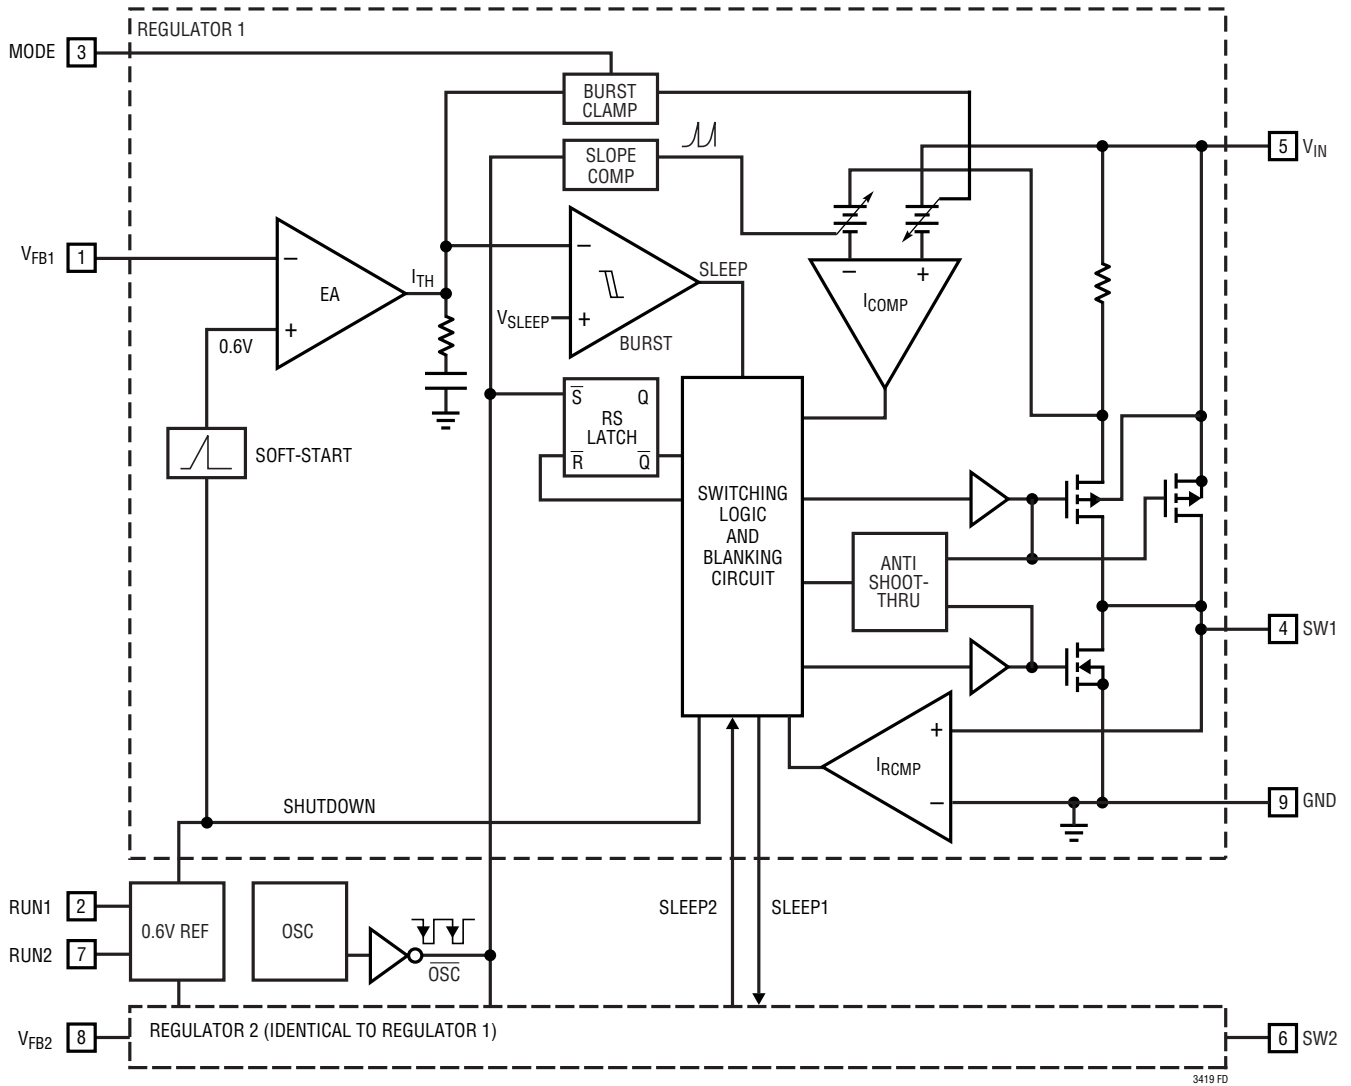 REGULATOR 1
MODE 3
BURST
CLAMP
SLOPE
COMP
5 VIN
VFB1 1
−
EA
+
0.6V
ITH
−
VSLEEP
+
BURST
SLEEP
−
+
ICOMP
S̅ Q
RS
LATCH
R̅ Q̅
SOFT-START
SWITCHING
LOGIC
AND
BLANKING
CIRCUIT
ANTI
SHOOT-
THRU
4 SW1
+
IRCMP
−
9 GND
SHUTDOWN
RUN1 2
RUN2 7
0.6V REF
OSC
O̅S̅C̅
SLEEP2
SLEEP1
VFB2 8
REGULATOR 2 (IDENTICAL TO REGULATOR 1)
6 SW2
3419 FD